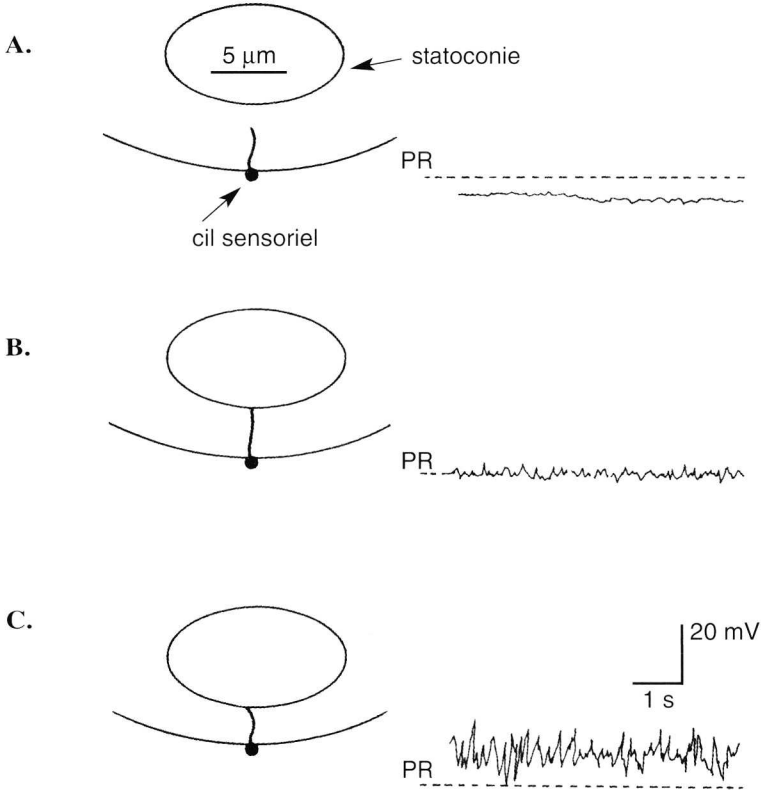 A.
5 μm
statoconie
PR
cil sensoriel
B.
PR
C.
20 mV
1 s
PR